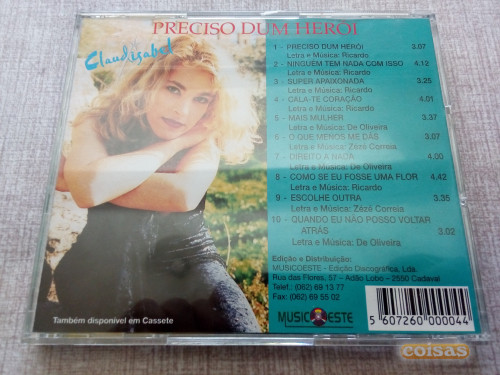 PRECISO DUM HERÓI
Claudisabel
1 - PRECISO DUM HERÓI 3.07
Letra e Música: Ricardo
2 - NINGUEM TEM NADA COM ISSO 4.12
Letra e Música: Ricardo
3 - SUPER APAIXONADA 3.25
Letra e Música: Ricardo
4 - CALA-TE CORAÇÃO 4.01
Letra e Música: Ricardo
5 - MAIS MULHER 3.37
Letra e Música: De Oliveira
6 - O QUE MENOS ME DÁS 3.07
Letra e Música: Zézé Correia
7 - DIREITO A NADA 4.00
Letra e Música: De Oliveira
8 - COMO SE EU FOSSE UMA FLOR 4.42
Letra e Música: Ricardo
9 - ESCOLHE OUTRA 3.35
Letra e Música: Zézé Correia
10 - QUANDO EU NÃO POSSO VOLTAR
ATRÁS 3.02
Letra e Música: De Oliveira
Edição e Distribuição:
MUSICOESTE - Edição Discográfica, Lda.
Rua das Flores, 57 - Adão Lobo - 2550 Cadaval
Telef.: (062) 69 13 77
Fax: (062) 69 55 02
MUSICOESTE
5 607260 000044
Também disponível em Cassete
coisas